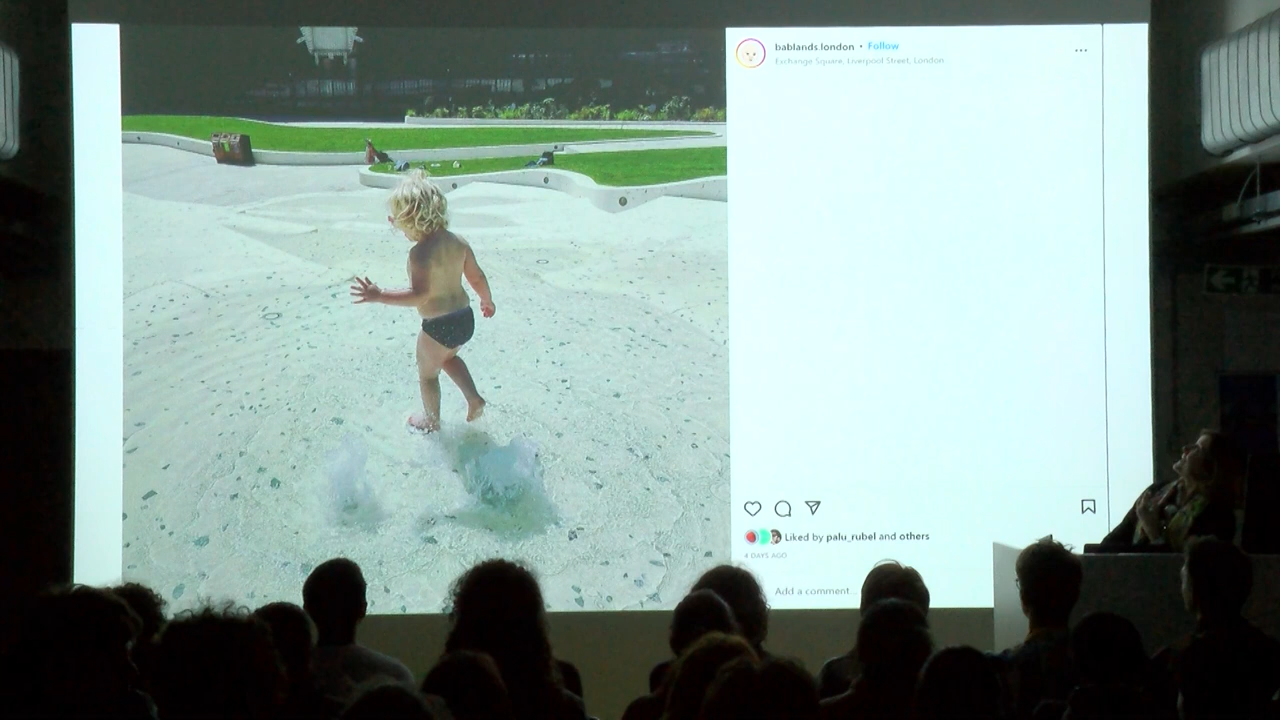 bablands.london • Follow
Exchange Square, Liverpool Street, London
Liked by palu_rubel and others
4 DAYS AGO
Add a comment...